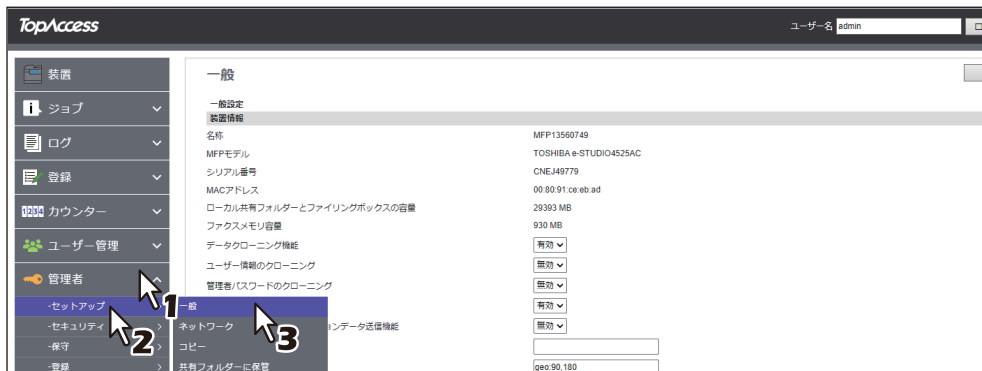 TopAccess
ユーザー名 admin
装置
ジョブ
ログ
登録
1234 カウンター
ユーザー管理
管理者
-セットアップ
-セキュリティ
-保守
-登録
一般
ネットワーク
コピー
共有フォルダーに保管
1
2
3
一般
一般設定
装置情報
名称 MFP13560749
MFPモデル TOSHIBA e-STUDIO4525AC
シリアル番号 CNEJ49779
MACアドレス 00:80:91:ce:eb:ad
ローカル共有フォルダーとファイリングボックスの容量 29393 MB
ファクスメモリ容量 930 MB
データクローニング機能 有効
ユーザー情報のクローニング 無効
管理者パスワードのクローニング 無効
有効
ョンデータ送信機能 無効
geo:90,180